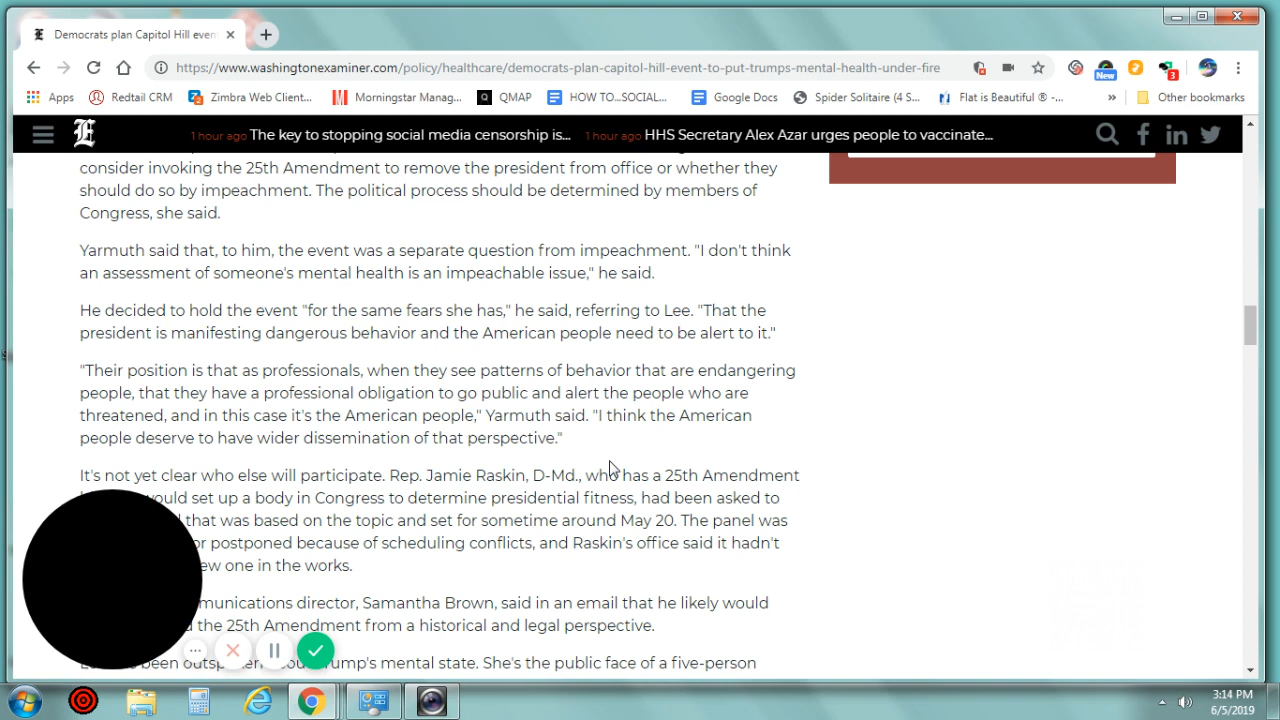 Democrats plan Capitol Hill even
https://www.washingtonexaminer.com/policy/healthcare/democrats-plan-capitol-hill-event-to-put-trumps-mental-health-under-fire
New
3
Apps Redtail CRM Zimbra Web Client... Morningstar Manag... QMAP HOW TO...SOCIAL... Google Docs Spider Solitaire (4 S... Flat is Beautiful ® -... » Other bookmarks
E 1 hour ago The key to stopping social media censorship is... 1 hour ago HHS Secretary Alex Azar urges people to vaccinate...
consider invoking the 25th Amendment to remove the president from office or whether they
should do so by impeachment. The political process should be determined by members of
Congress, she said.
Yarmuth said that, to him, the event was a separate question from impeachment. "I don't think
an assessment of someone's mental health is an impeachable issue," he said.
He decided to hold the event "for the same fears she has," he said, referring to Lee. "That the
president is manifesting dangerous behavior and the American people need to be alert to it."
"Their position is that as professionals, when they see patterns of behavior that are endangering
people, that they have a professional obligation to go public and alert the people who are
threatened, and in this case it's the American people," Yarmuth said. "I think the American
people deserve to have wider dissemination of that perspective."
It's not yet clear who else will participate. Rep. Jamie Raskin, D-Md., who has a 25th Amendment
would set up a body in Congress to determine presidential fitness, had been asked to
that was based on the topic and set for sometime around May 20. The panel was
or postponed because of scheduling conflicts, and Raskin's office said it hadn't
ew one in the works.
munications director, Samantha Brown, said in an email that he likely would
the 25th Amendment from a historical and legal perspective.
been outspoken Trump's mental state. She's the public face of a five-person
3:14 PM
6/5/2019